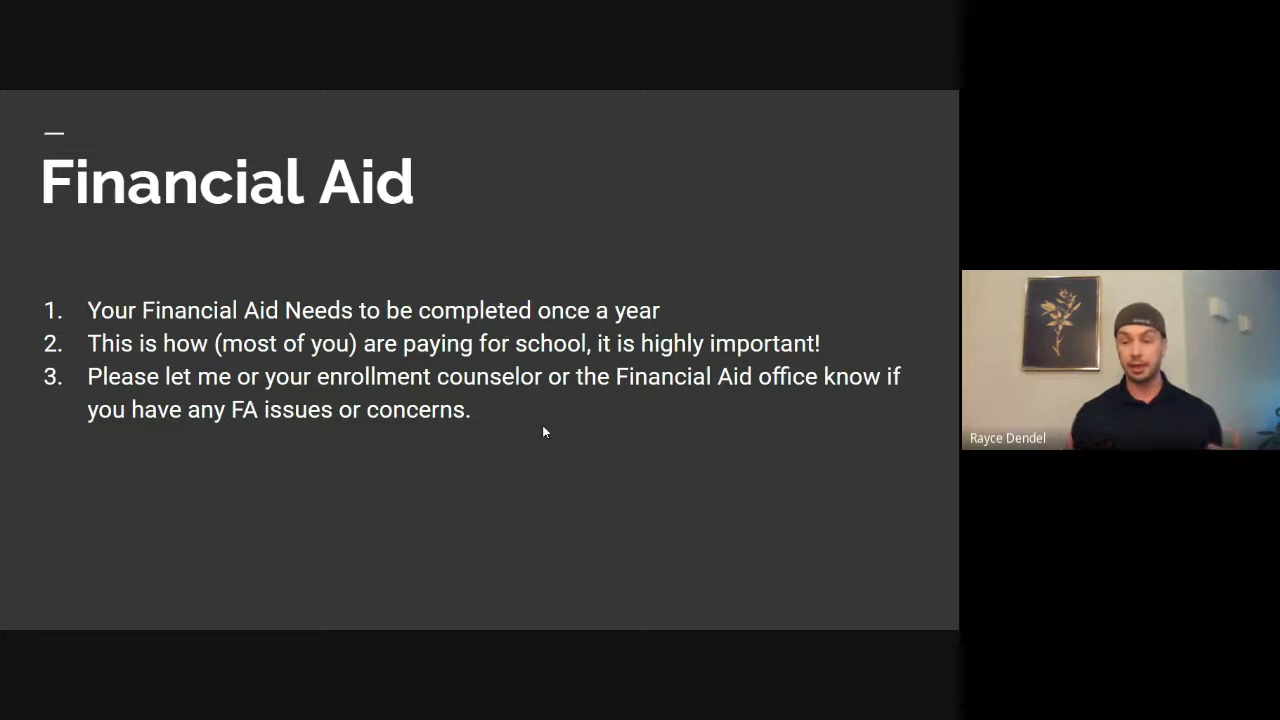 Financial Aid
1. Your Financial Aid Needs to be completed once a year
2. This is how (most of you) are paying for school, it is highly important!
3. Please let me or your enrollment counselor or the Financial Aid office know if
you have any FA issues or concerns.
Rayce Dendel